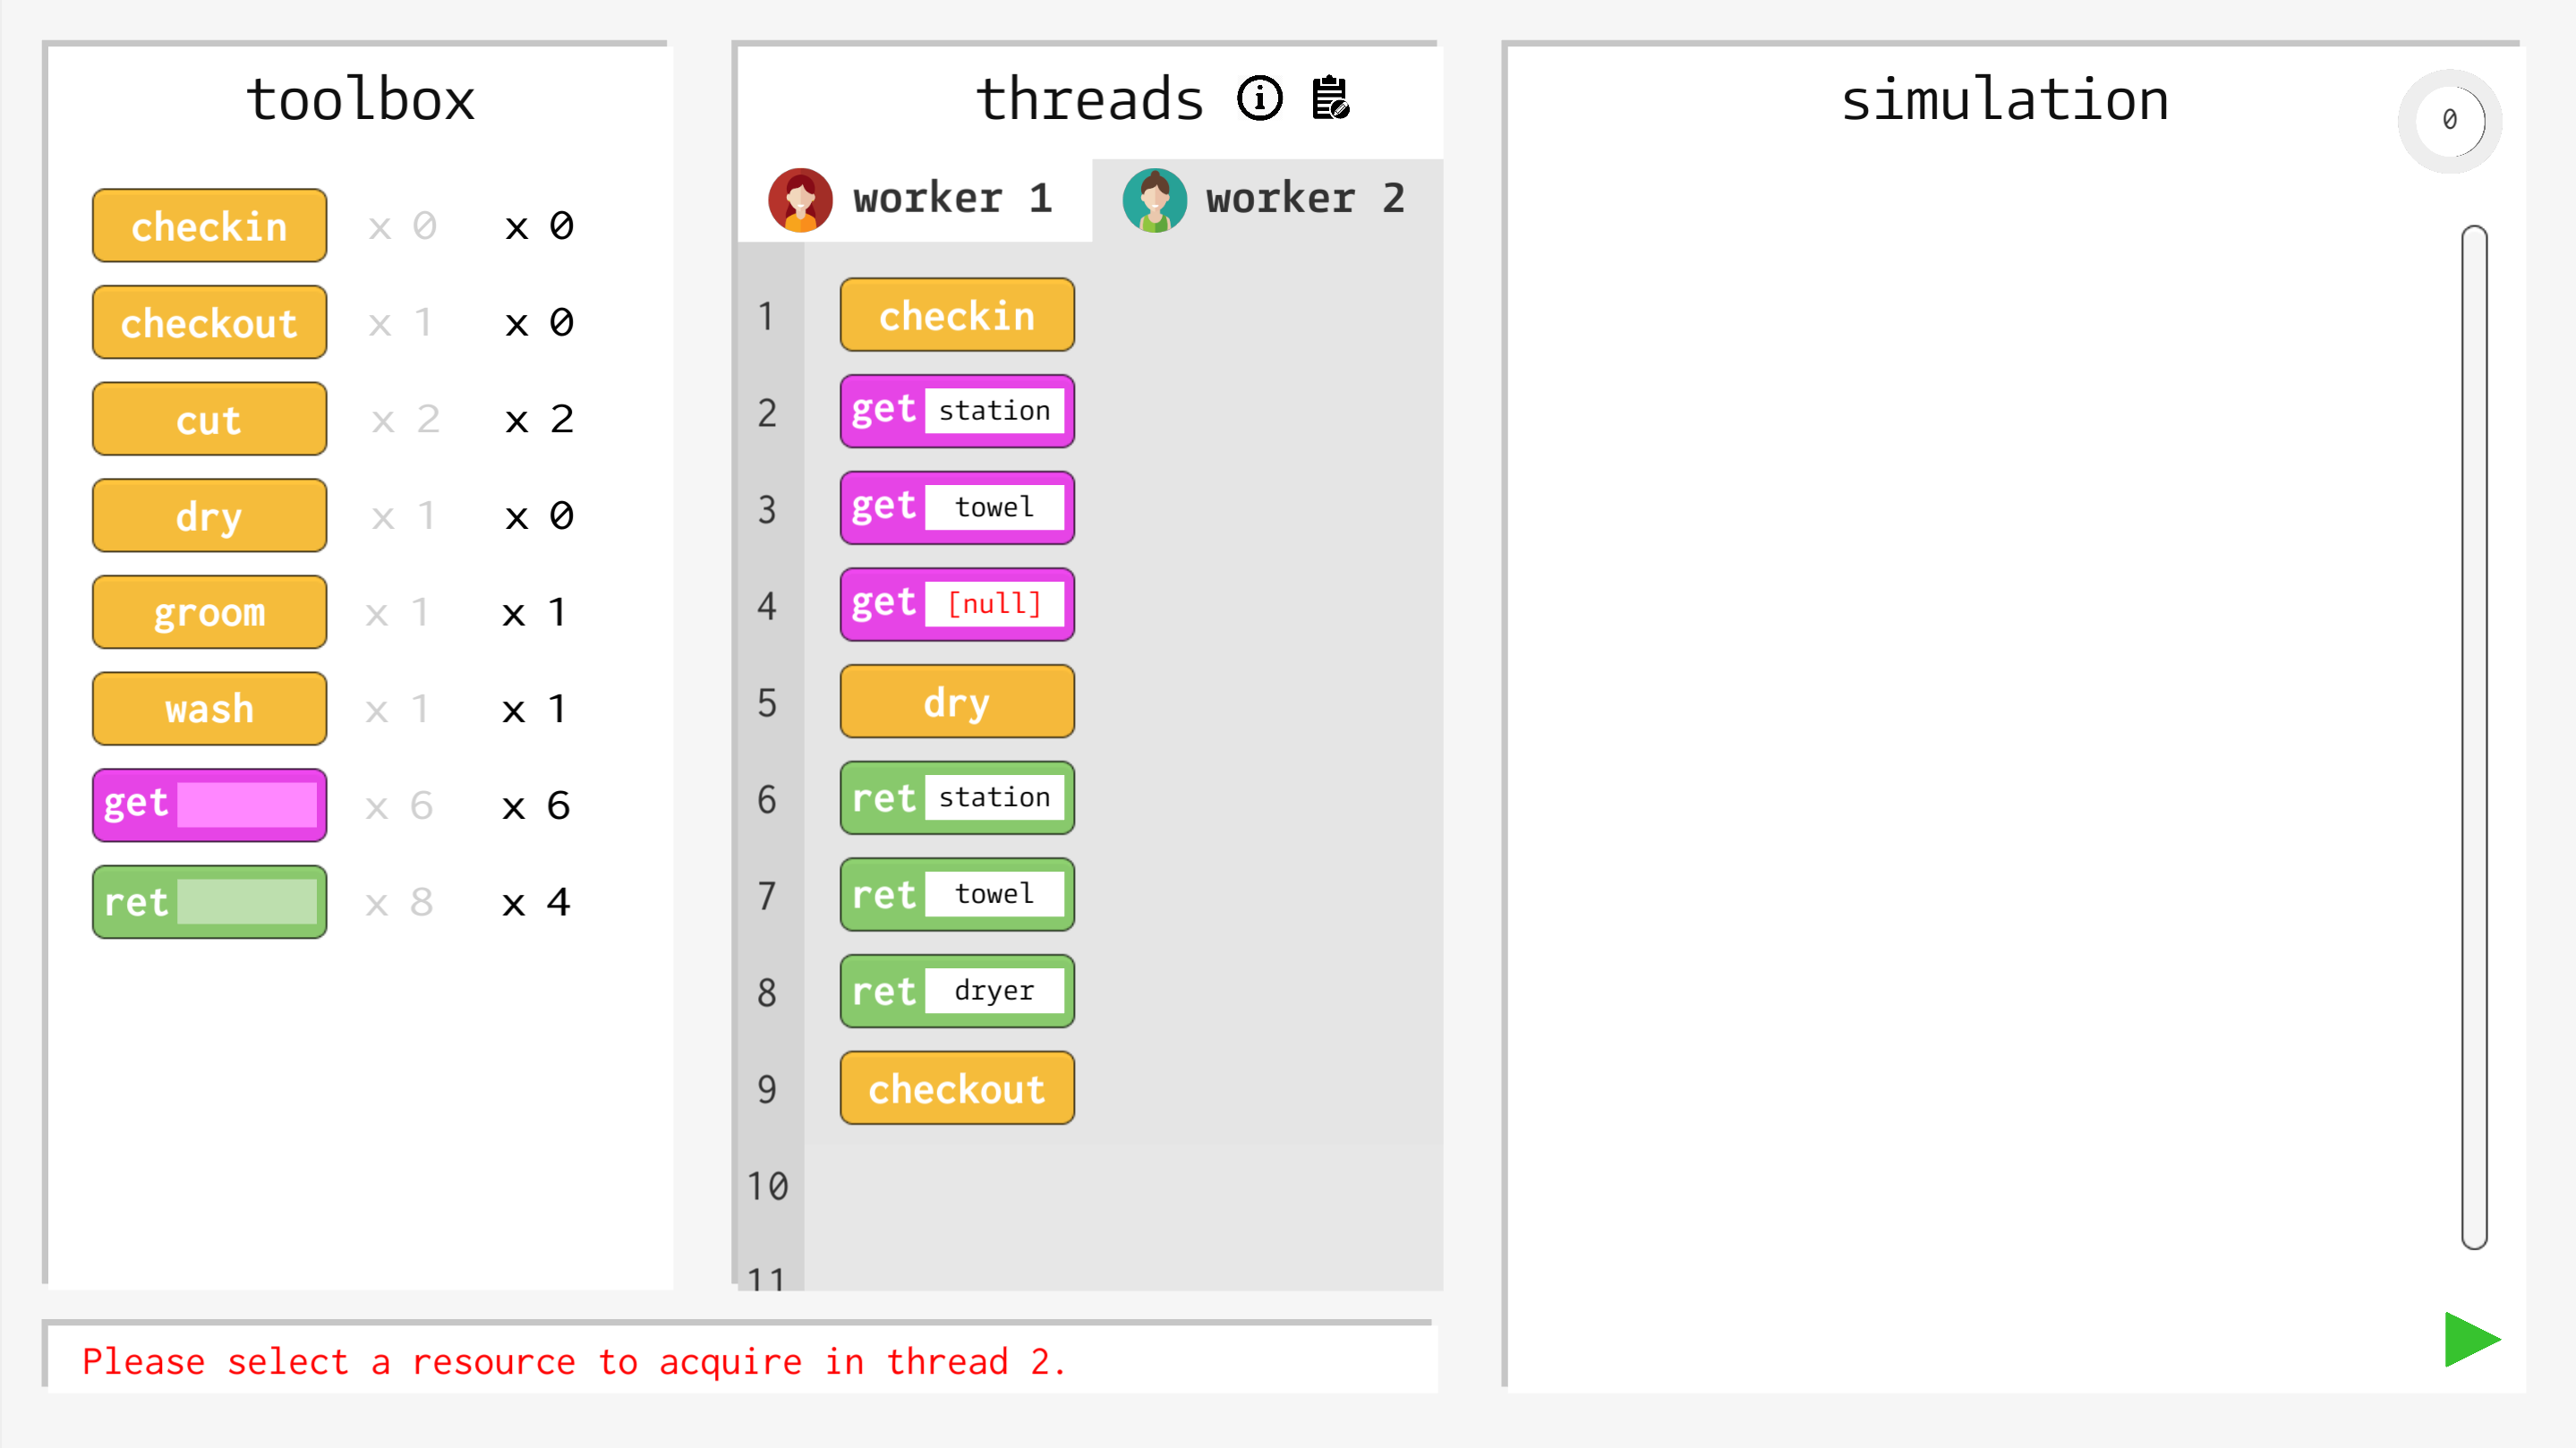 toolbox
checkin x 0 x 0
checkout x 1 x 0
cut x 2 x 2
dry x 1 x 0
groom x 1 x 1
wash x 1 x 1
get x 6 x 6
ret x 8 x 4
threads
worker 1 worker 2
1 checkin
2 get station
3 get towel
4 get [null]
5 dry
6 ret station
7 ret towel
8 ret dryer
9 checkout
10
11
simulation
0
Please select a resource to acquire in thread 2.